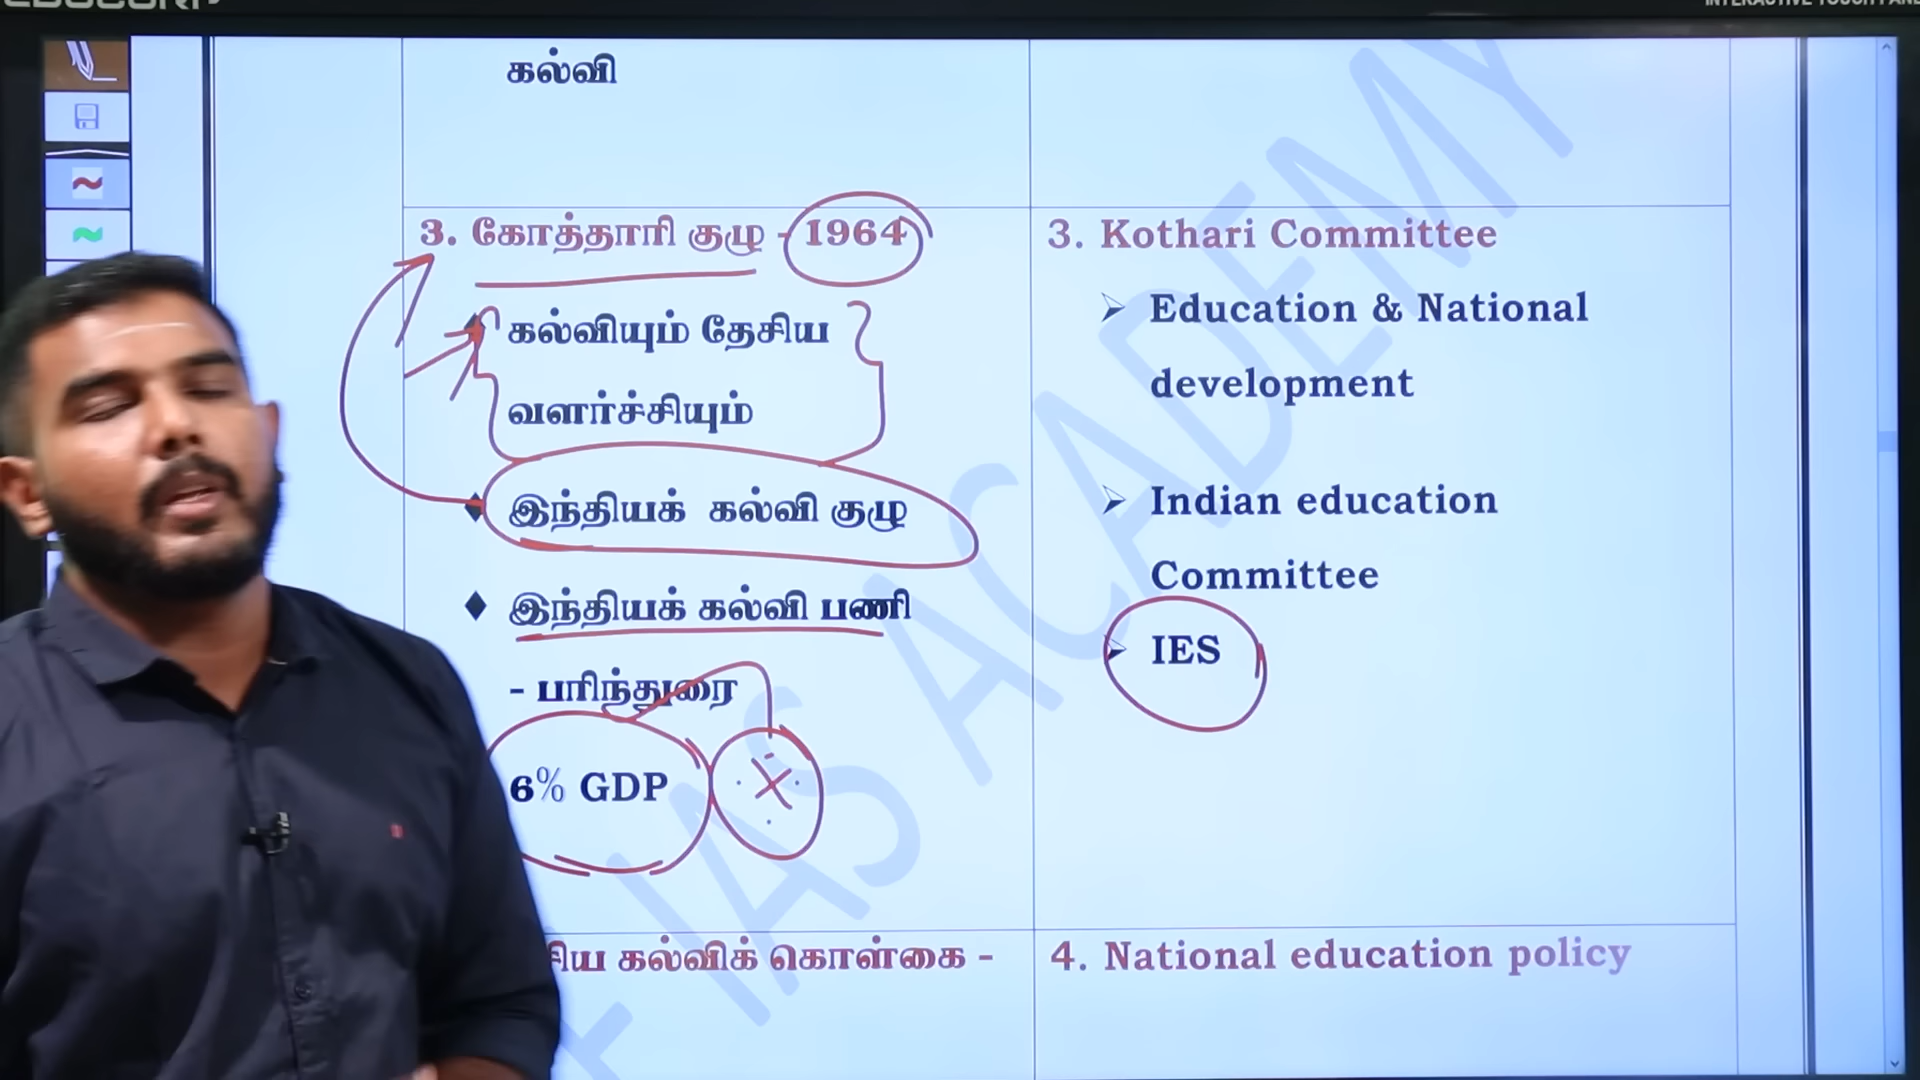 கல்வி
3. கோத்தாரி குழு - 1964
கல்வியும் தேசிய
வளர்ச்சியும்
இந்தியக் கல்வி குழு
இந்தியக் கல்வி பணி
- பரிந்துரை
6% GDP
சிய கல்விக் கொள்கை -
3. Kothari Committee
Education & National
development
Indian education
Committee
IES
4. National education policy
IAS ACADEMY